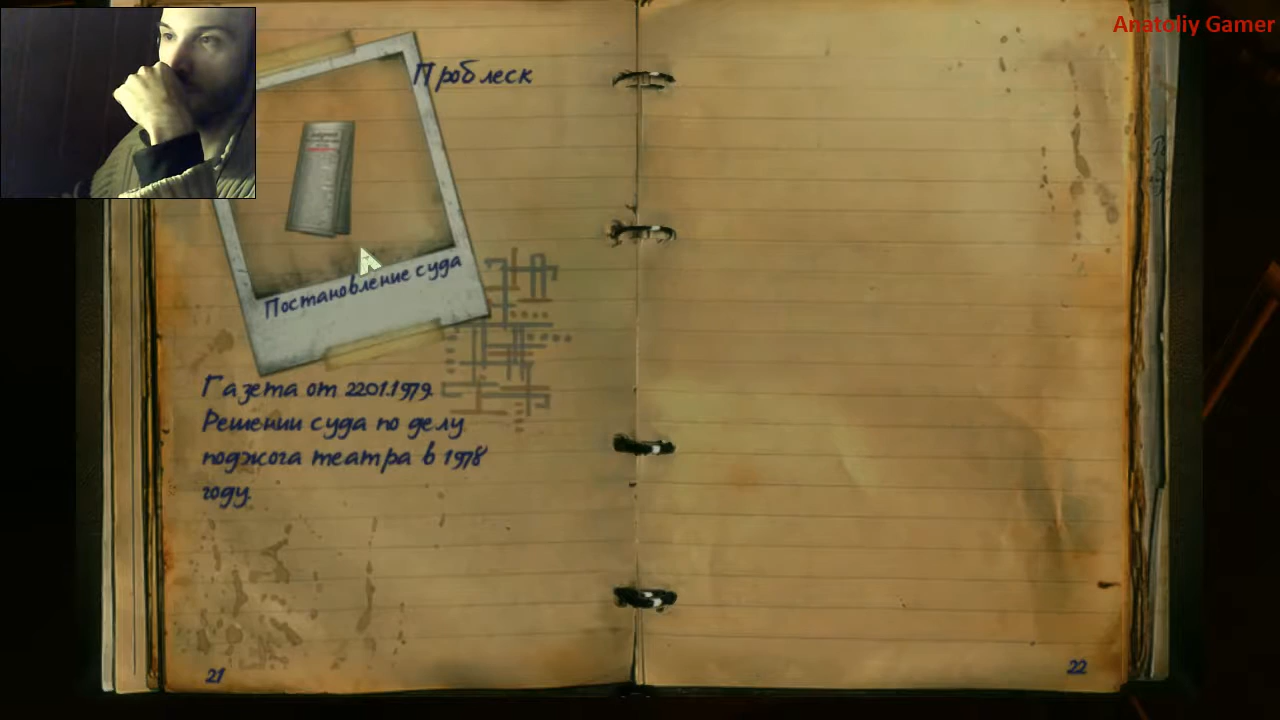 Anatoliy Gamer
Проблеск
Постановление суда
Газета от 22.01.1979.
Решении суда по делу
поджога театра в 1978
году.
21
22